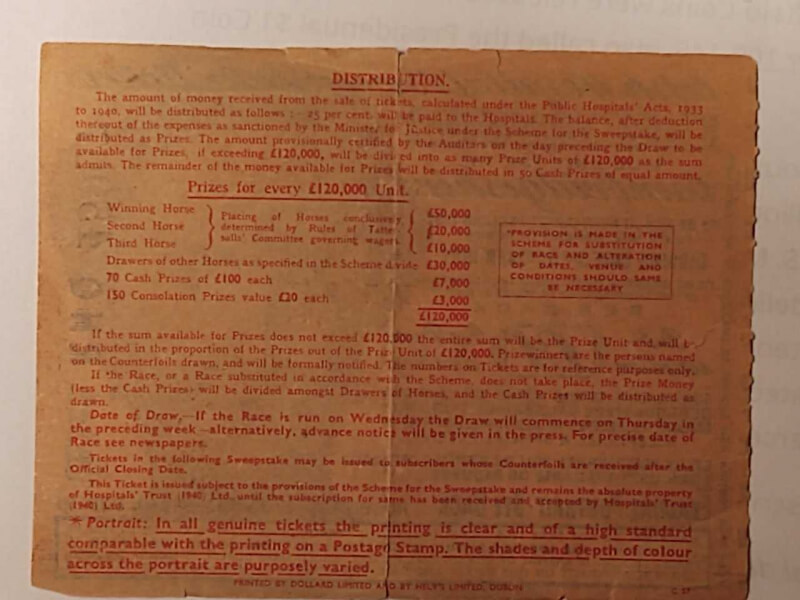 DISTRIBUTION.
The amount of money received from the sale of tickets, calculated under the Public Hospitals' Acts, 1933
to 1940, will be distributed as follows :- 25 per cent. will be paid to the Hospitals. The balance, after deduction
thereout of the expenses as sanctioned by the Minister for Justice under the Scheme for the Sweepstake, will be
distributed as Prizes. The amount provisionally certified by the Auditors on the day preceding the Draw to be
available for Prizes, if exceeding £120,000, will be divided into as many Prize Units of £120,000 as the sum
admits. The remainder of the money available for Prizes will be distributed in 50 Cash Prizes of equal amount.
Prizes for every £120,000 Unit.
Winning Horse
Second Horse
Third Horse
Placing of Horses conclusively
determined by Rules of Tatter-
salls' Committee governing wagers
£50,000
£20,000
£10,000
Drawers of other Horses as specified in the Scheme divide £30,000
70 Cash Prizes of £100 each £7,000
150 Consolation Prizes value £20 each £3,000
£120,000
PROVISION IS MADE IN THE
SCHEME FOR SUBSTITUTION
OF RACE AND ALTERATION
OF DATES, VENUE AND
CONDITIONS SHOULD SAME
BE NECESSARY
If the sum available for Prizes does not exceed £120,000 the entire sum will be the Prize Unit and will be
distributed in the proportion of the Prizes out of the Prize Unit of £120,000. Prizewinners are the persons named
on the Counterfoils drawn, and will be formally notified. The numbers on Tickets are for reference purposes only.
If the Race, or a Race substituted in accordance with the Scheme, does not take place, the Prize Money
(less the Cash Prizes) will be divided amongst Drawers of Horses, and the Cash Prizes will be distributed as
drawn.
Date of Draw,—If the Race is run on Wednesday the Draw will commence on Thursday in
the preceding week—alternatively, advance notice will be given in the press. For precise date of
Race see newspapers.
Tickets in the following Sweepstake may be issued to subscribers whose Counterfoils are received after the
Official Closing Date.
This Ticket is issued subject to the provisions of the Scheme for the Sweepstake and remains the absolute property
of Hospitals' Trust (1940) Ltd., until the subscription for same has been received and accepted by Hospitals' Trust
(1940) Ltd.
* Portrait: In all genuine tickets the printing is clear and of a high standard
comparable with the printing on a Postage Stamp. The shades and depth of colour
across the portrait are purposely varied.
PRINTED BY DOLLARD LIMITED AND BY HELY'S LIMITED, DUBLIN